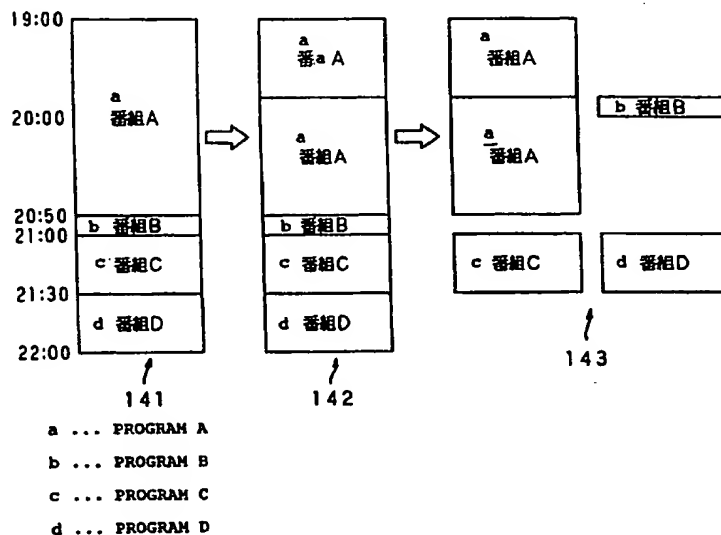 19:00
20:00
20:50
21:00
21:30
22:00
a
番組A
b 番組B
c 番組C
d 番組D
141
a
番a A
a
番組A
b 番組B
c 番組C
d 番組D
142
a
番組A
a
番組A
b 番組B
c 番組C
d 番組D
143
a ... PROGRAM A
b ... PROGRAM B
c ... PROGRAM C
d ... PROGRAM D